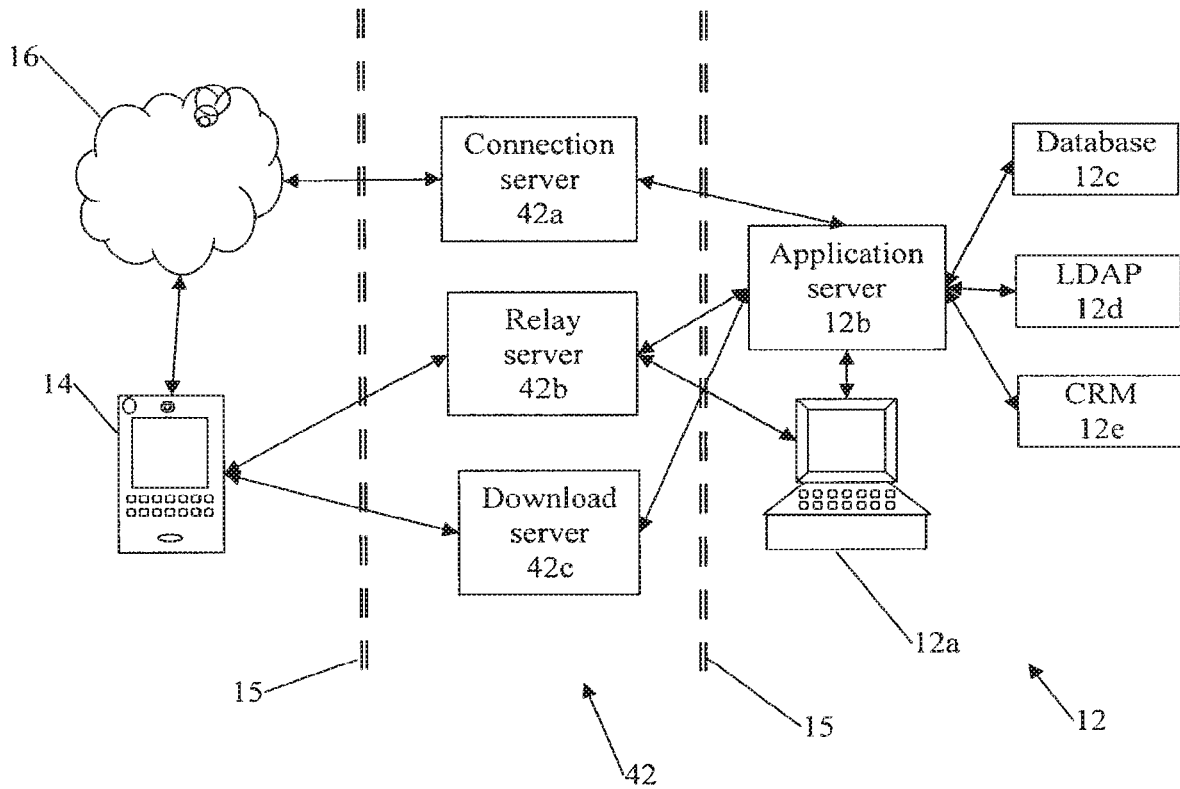 16
Connection
server
42a
Database
12c
Application
server
12b
LDAP
12d
Relay
server
42b
14
CRM
12e
Download
server
42c
12a
15
15
12
42